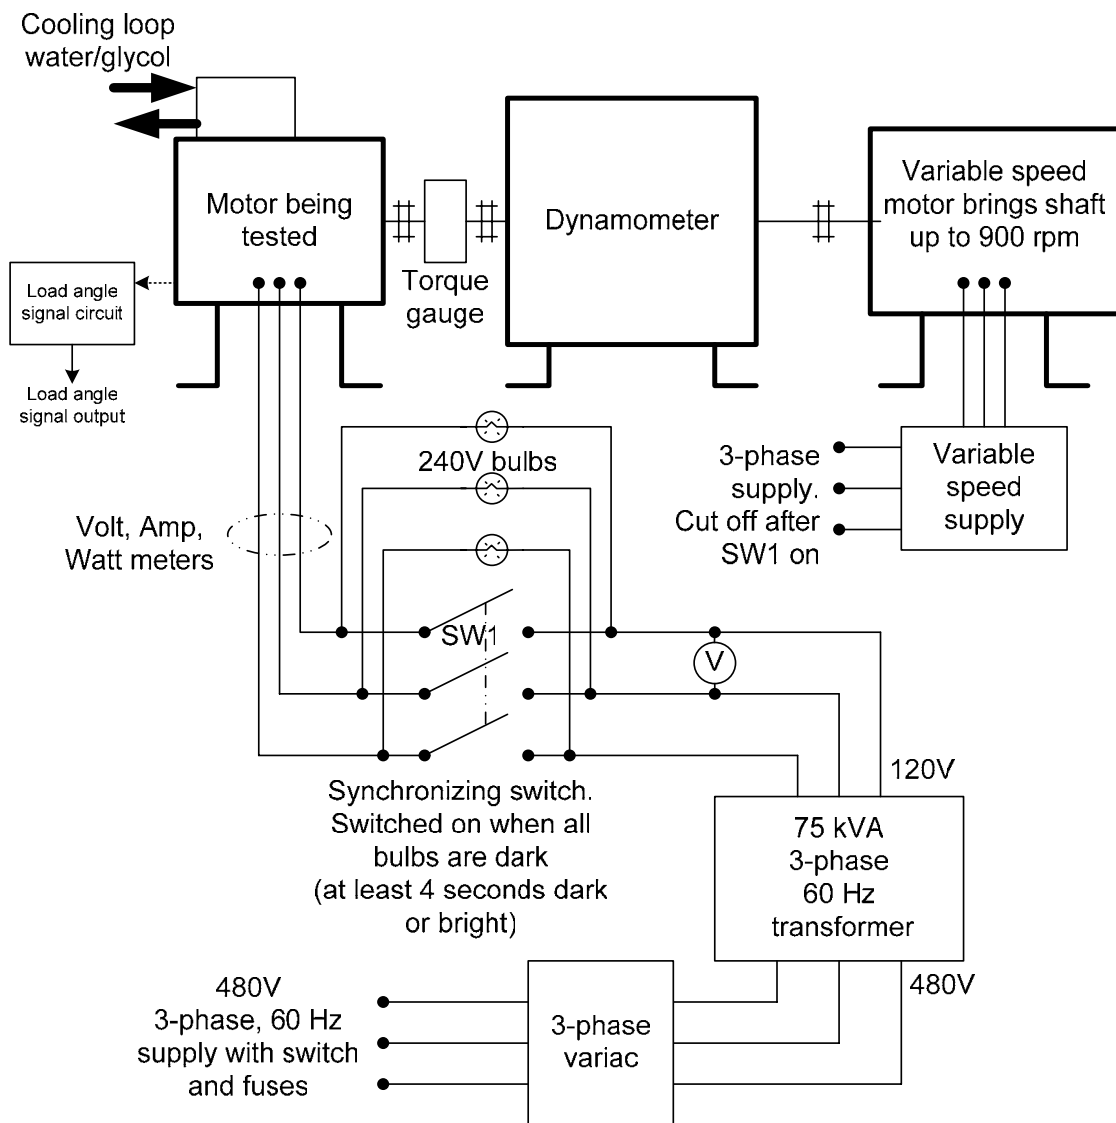 Cooling loop
water/glycol
Motor being
tested
Torque
gauge
Dynamometer
Variable speed
motor brings shaft
up to 900 rpm
Load angle
signal circuit
Load angle
signal output
240V bulbs
Volt, Amp,
Watt meters
3-phase
supply.
Cut off after
SW1 on
Variable
speed
supply
SW1
V
Synchronizing switch.
Switched on when all
bulbs are dark
(at least 4 seconds dark
or bright)
120V
75 kVA
3-phase
60 Hz
transformer
480V
480V
3-phase, 60 Hz
supply with switch
and fuses
3-phase
variac